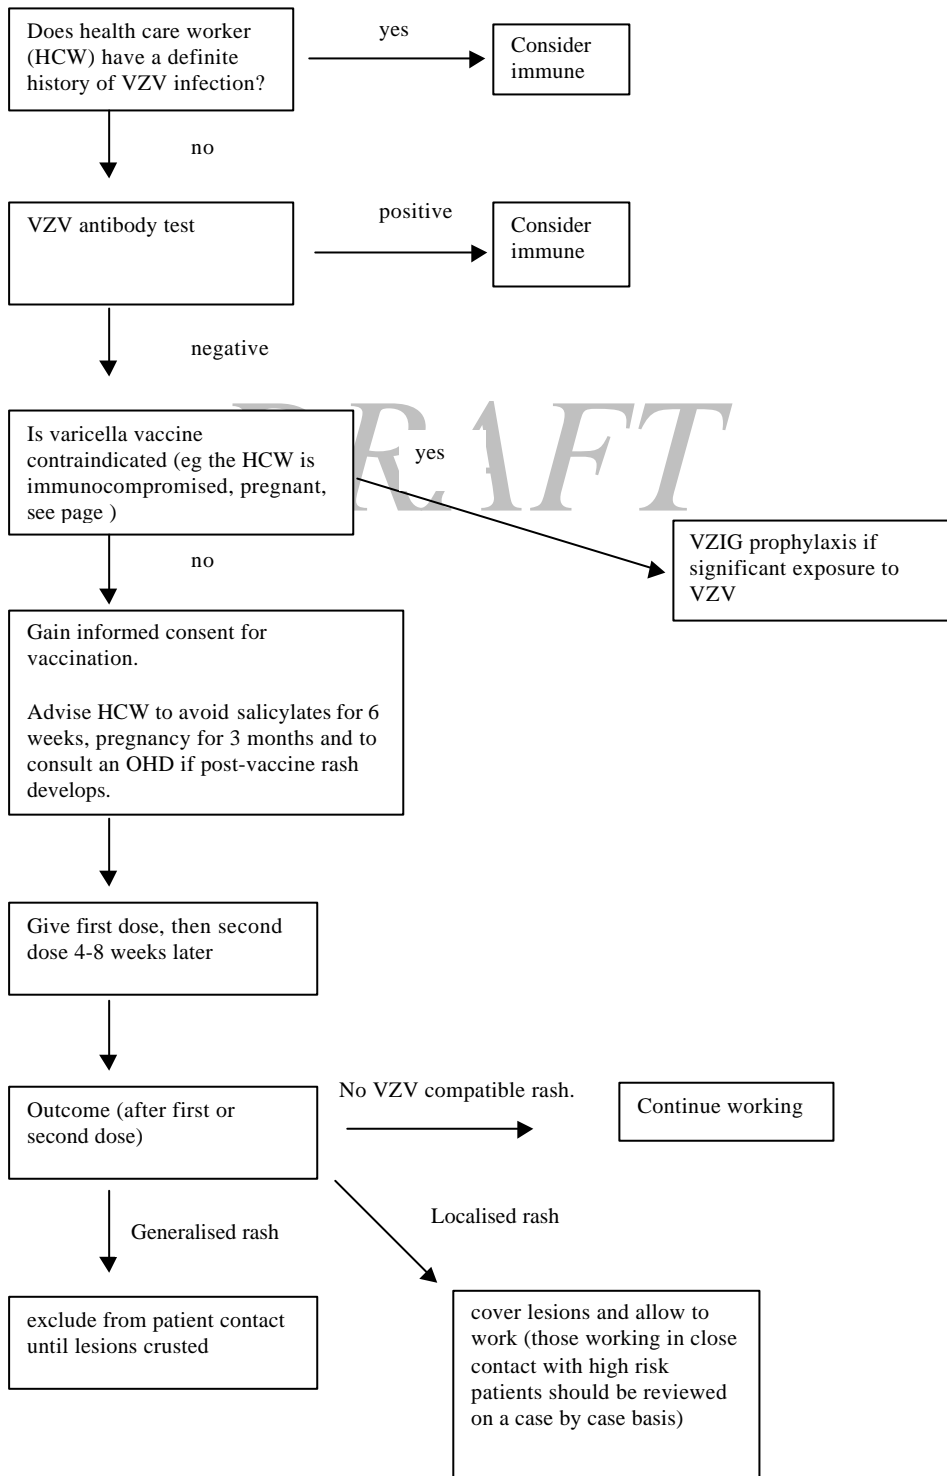 Does health care worker
(HCW) have a definite
history of VZV infection?
yes
Consider
immune
no
VZV antibody test
positive
Consider
immune
negative
DRAFT
Is varicella vaccine
contraindicated (eg the HCW is
immunocompromised, pregnant,
see page )
yes
VZIG prophylaxis if
significant exposure to
VZV
no
Gain informed consent for
vaccination.
Advise HCW to avoid salicylates for 6
weeks, pregnancy for 3 months and to
consult an OHD if post-vaccine rash
develops.
Give first dose, then second
dose 4-8 weeks later
Outcome (after first or
second dose)
No VZV compatible rash.
Continue working
Generalised rash
Localised rash
exclude from patient contact
until lesions crusted
cover lesions and allow to
work (those working in close
contact with high risk
patients should be reviewed
on a case by case basis)